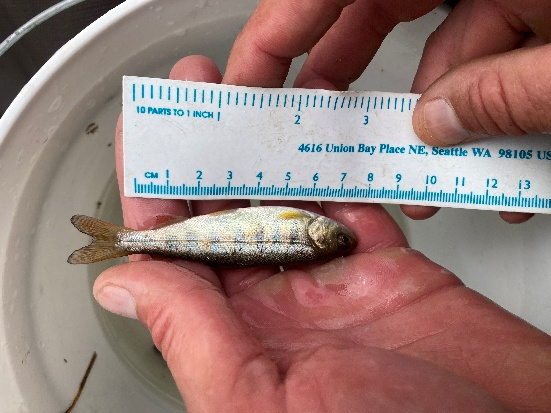 2 3
10 PARTS TO 1 INCH
4616 Union Bay Place NE, Seattle WA 98105 US
CM 1 2 3 4 5 6 7 8 9 10 11 12 13